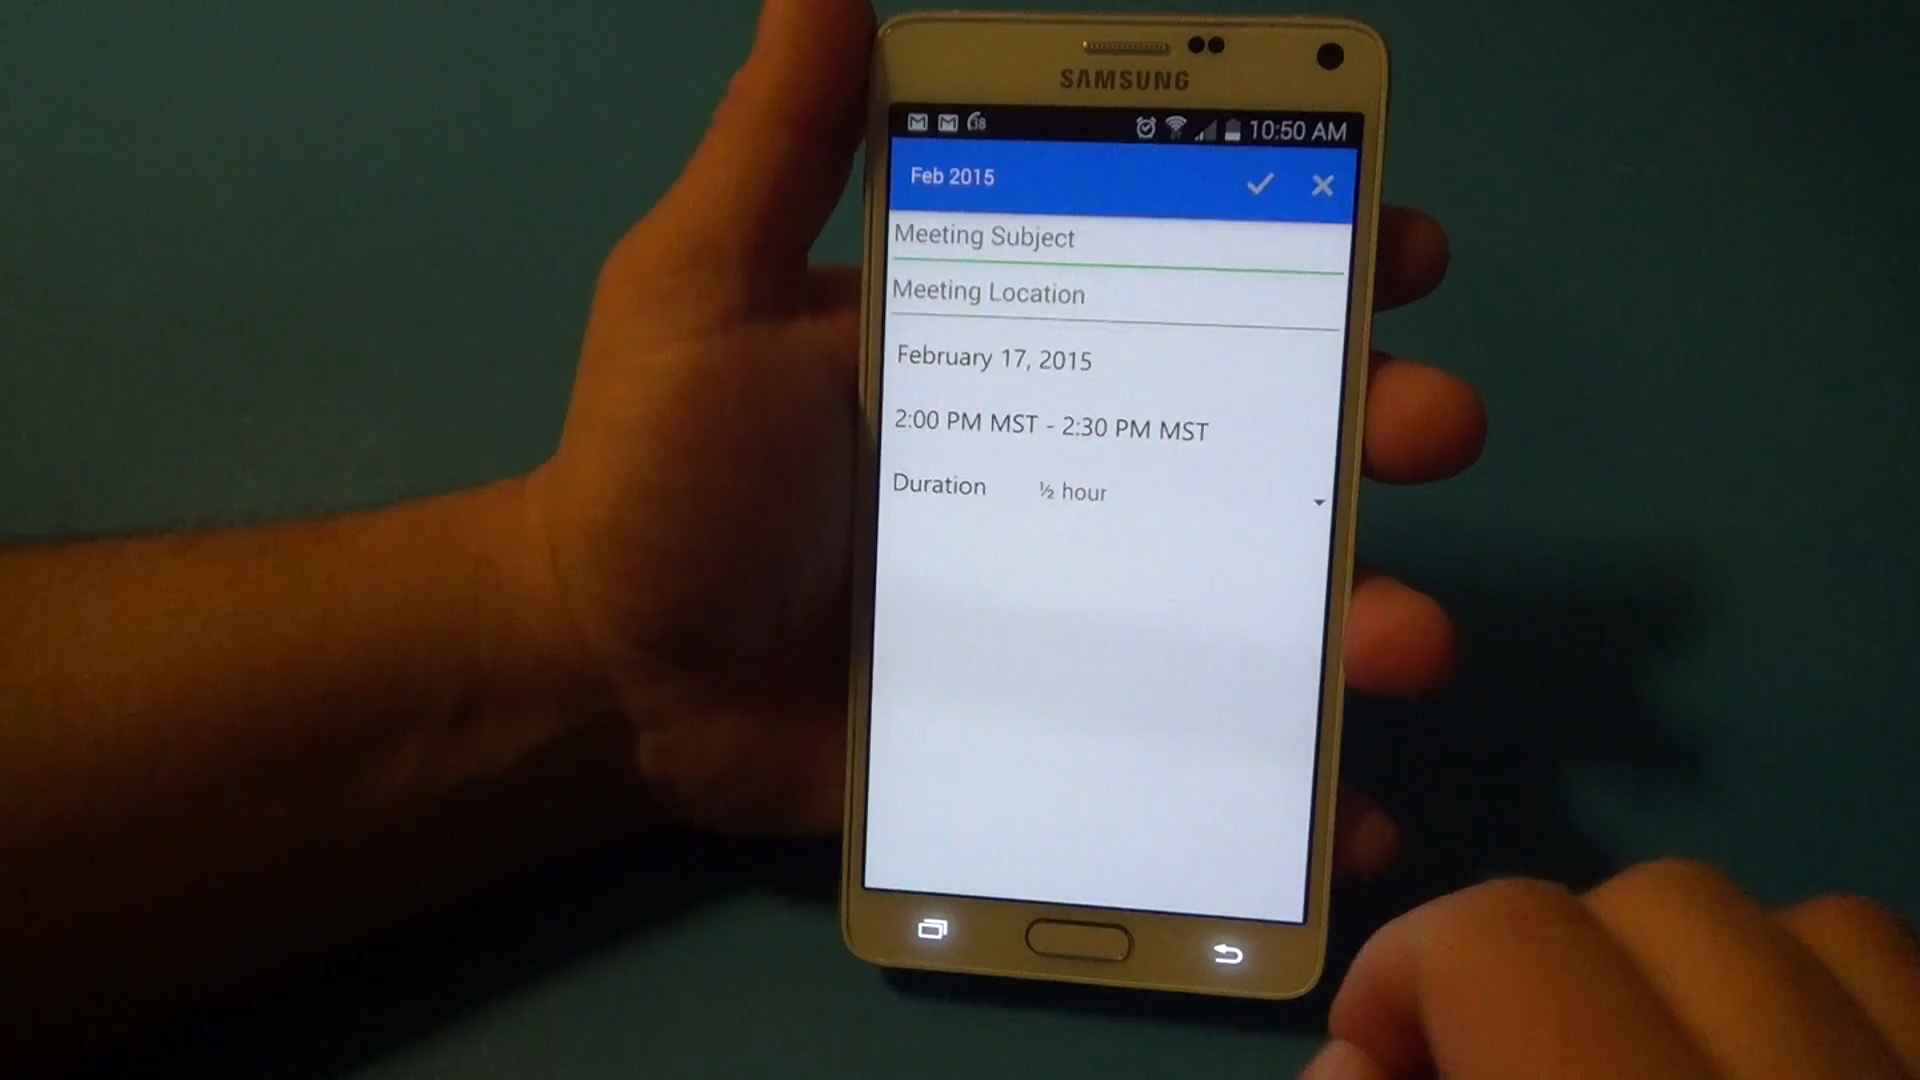 SAMSUNG
38 10:50 AM
Feb 2015
Meeting Subject
Meeting Location
February 17, 2015
2:00 PM MST - 2:30 PM MST
Duration ½ hour